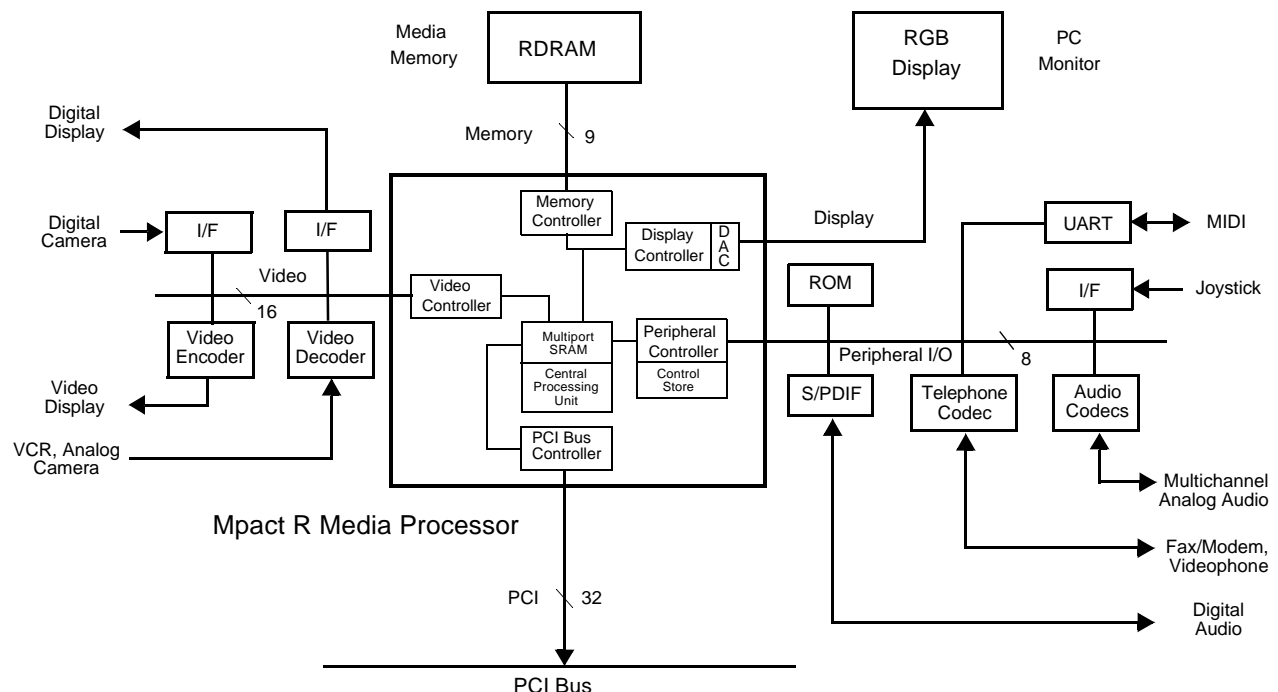 Media
Memory
RDRAM
RGB
Display
PC
Monitor
Digital
Display
Memory
9
Digital
Camera
I/F
I/F
Memory
Controller
Display
Controller
D
A
C
Display
UART
MIDI
Video
16
Video
Controller
ROM
I/F
Joystick
Video
Encoder
Video
Decoder
Multiport
SRAM
Central
Processing
Unit
Peripheral
Controller
Control
Store
Peripheral I/O
8
S/PDIF
Telephone
Codec
Audio
Codecs
Video
Display
VCR, Analog
Camera
PCI Bus
Controller
Multichannel
Analog Audio
Mpact R Media Processor
Fax/Modem,
Videophone
PCI
32
Digital
Audio
PCI Bus